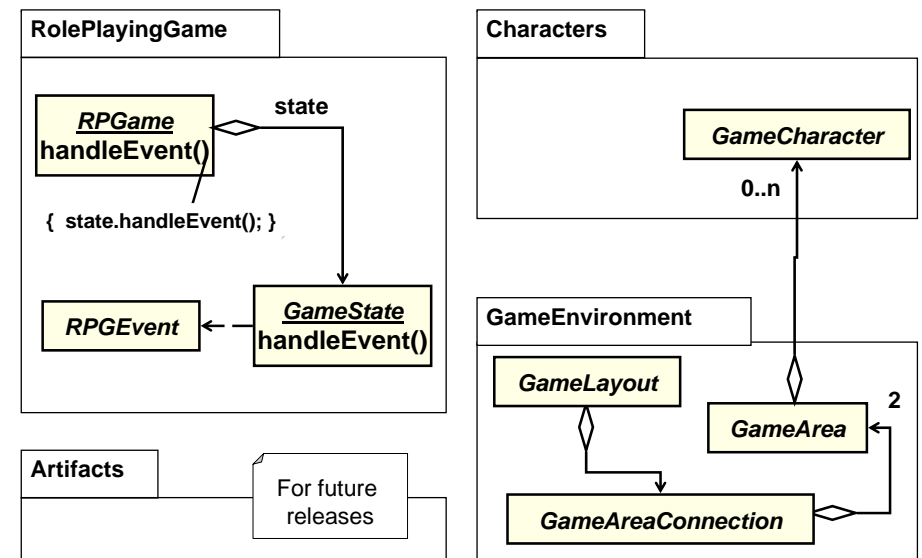 RolePlayingGame
RPGame
handleEvent()
state
{ state.handleEvent(); }
RPGEvent
GameState
handleEvent()
Characters
GameCharacter
0..n
GameEnvironment
GameLayout
GameArea
2
GameAreaConnection
Artifacts
For future
releases